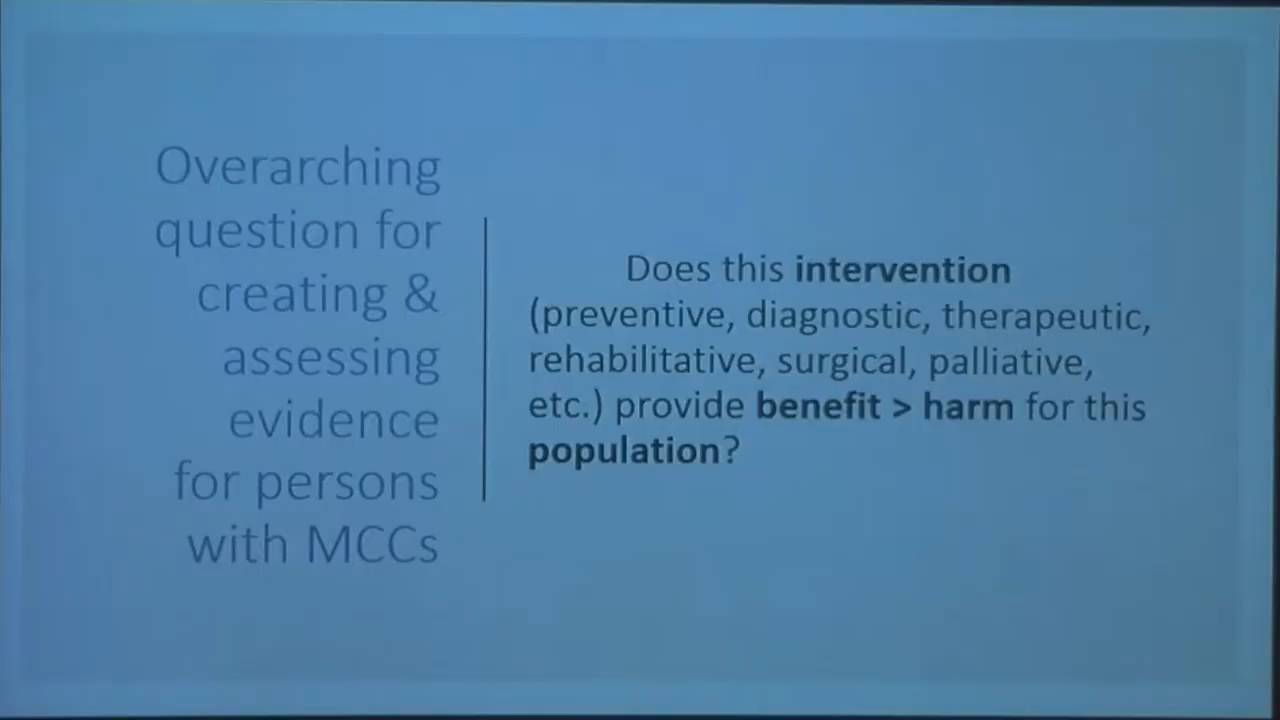 Overarching
question for
creating &
assessing
evidence
for persons
with MCCs
Does this intervention
(preventive, diagnostic, therapeutic,
rehabilitative, surgical, palliative,
etc.) provide benefit > harm for this
population?